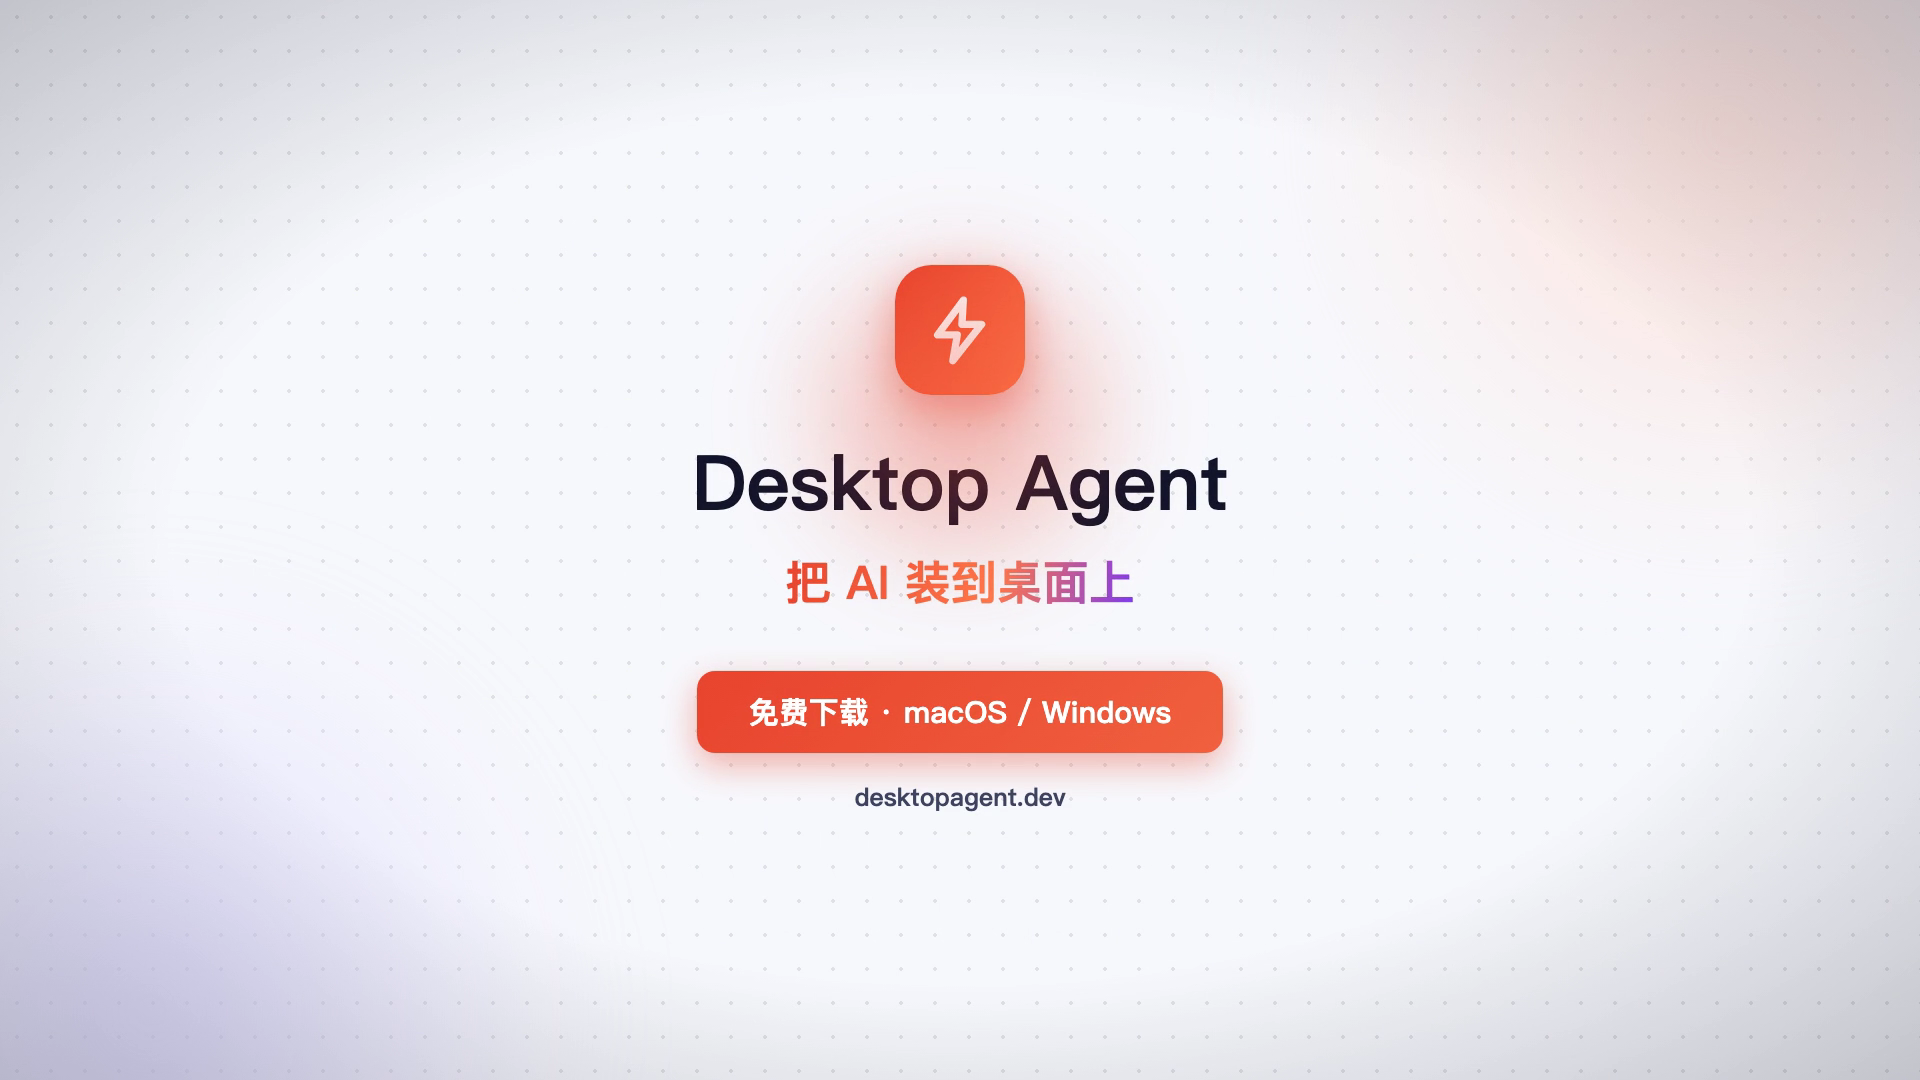 Desktop Agent
把 AI 装到桌面上
免费下载 · macOS / Windows
desktopagent.dev